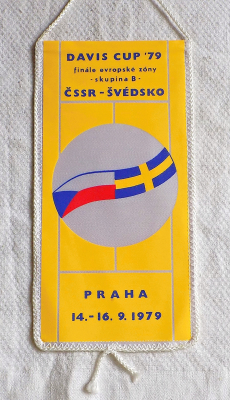 DAVIS CUP '79
finále evropské zóny
-skupina B-
ČSSR - ŠVÉDSKO
PRAHA
14.-16. 9. 1979